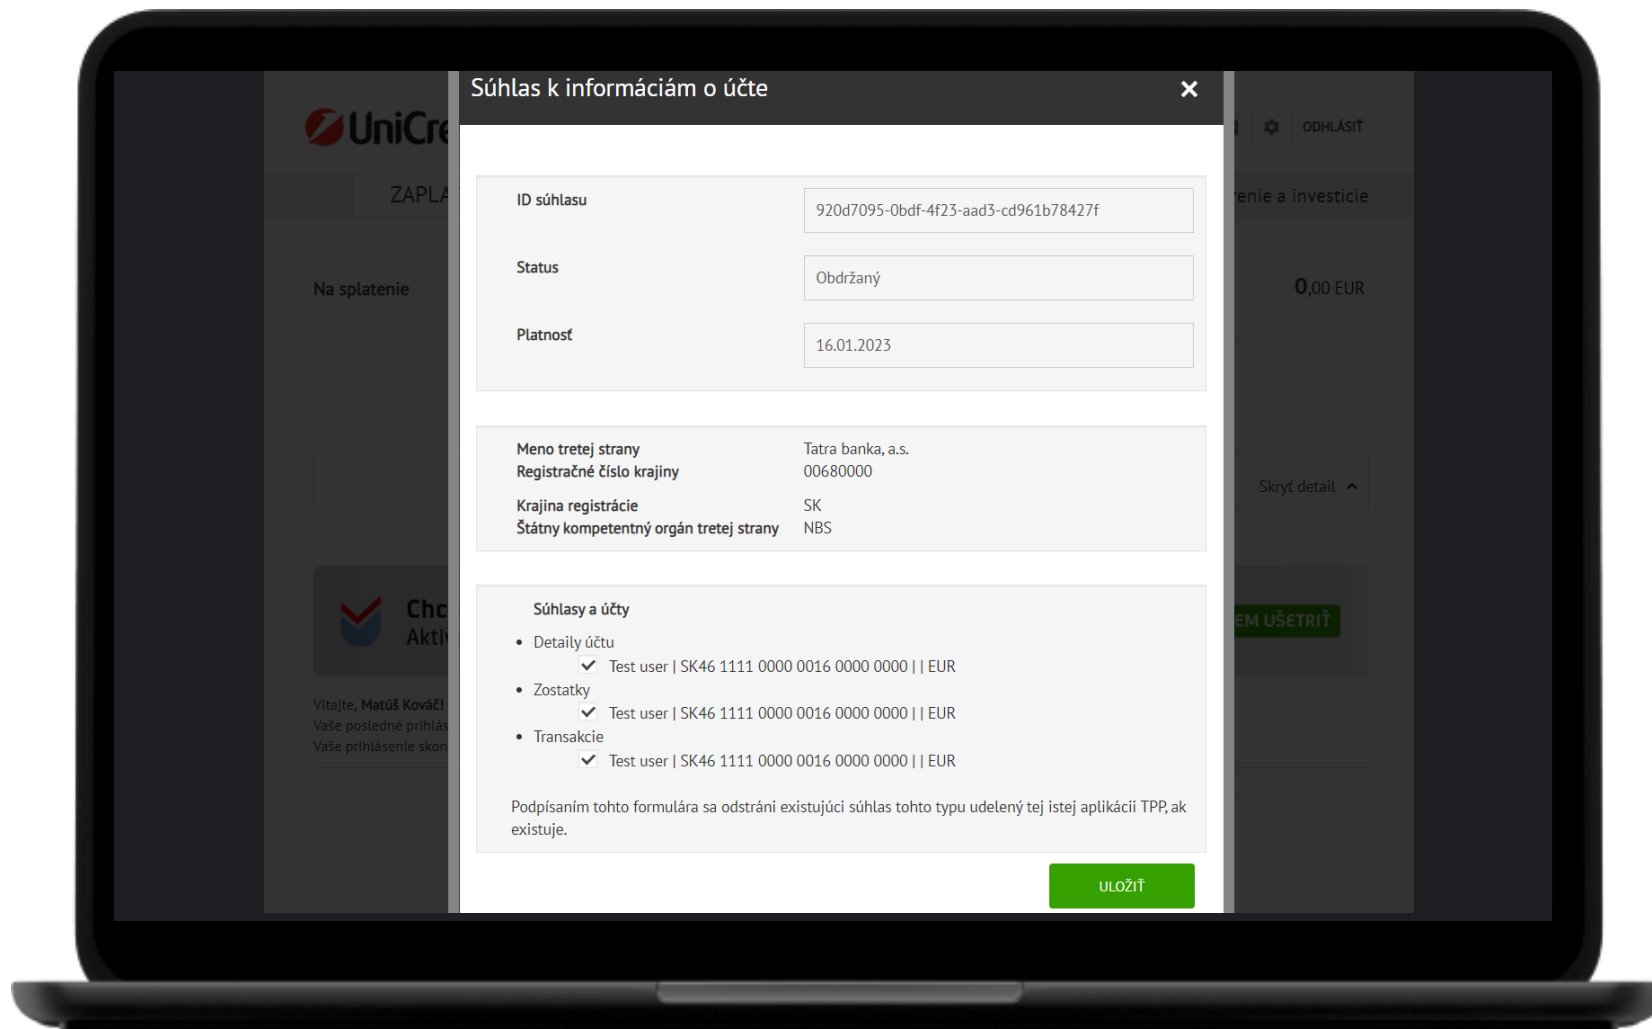 Súhlas k informáciám o účte
UniCre
ODHLÁSIŤ
ZAPLA
enie a investície
ID súhlasu
920d7095-0bdf-4f23-aad3-cd961b78427f
Status
Obdržaný
Na splatenie
0,00 EUR
Platnosť
16.01.2023
Meno tretej strany
Tatra banka, a.s.
Registračné číslo krajiny
00680000
Krajina registrácie
SK
Štátny kompetentný orgán tretej strany
NBS
Skryť detail
Súhlasy a účty
• Detaily účtu
Test user | SK46 1111 0000 0016 0000 0000 | | EUR
• Zostatky
Test user | SK46 1111 0000 0016 0000 0000 | | EUR
• Transakcie
Test user | SK46 1111 0000 0016 0000 0000 | | EUR
Podpísaním tohto formulára sa odstráni existujúci súhlas tohto typu udelený tej istej aplikácii TPP, ak
existuje.
Chc
Aktiv
EM UŠETRIŤ
Vitajte, Matúš Kováč!
Vaše posledné prihlás
Vaše prihlásenie skon
ULOŽIŤ